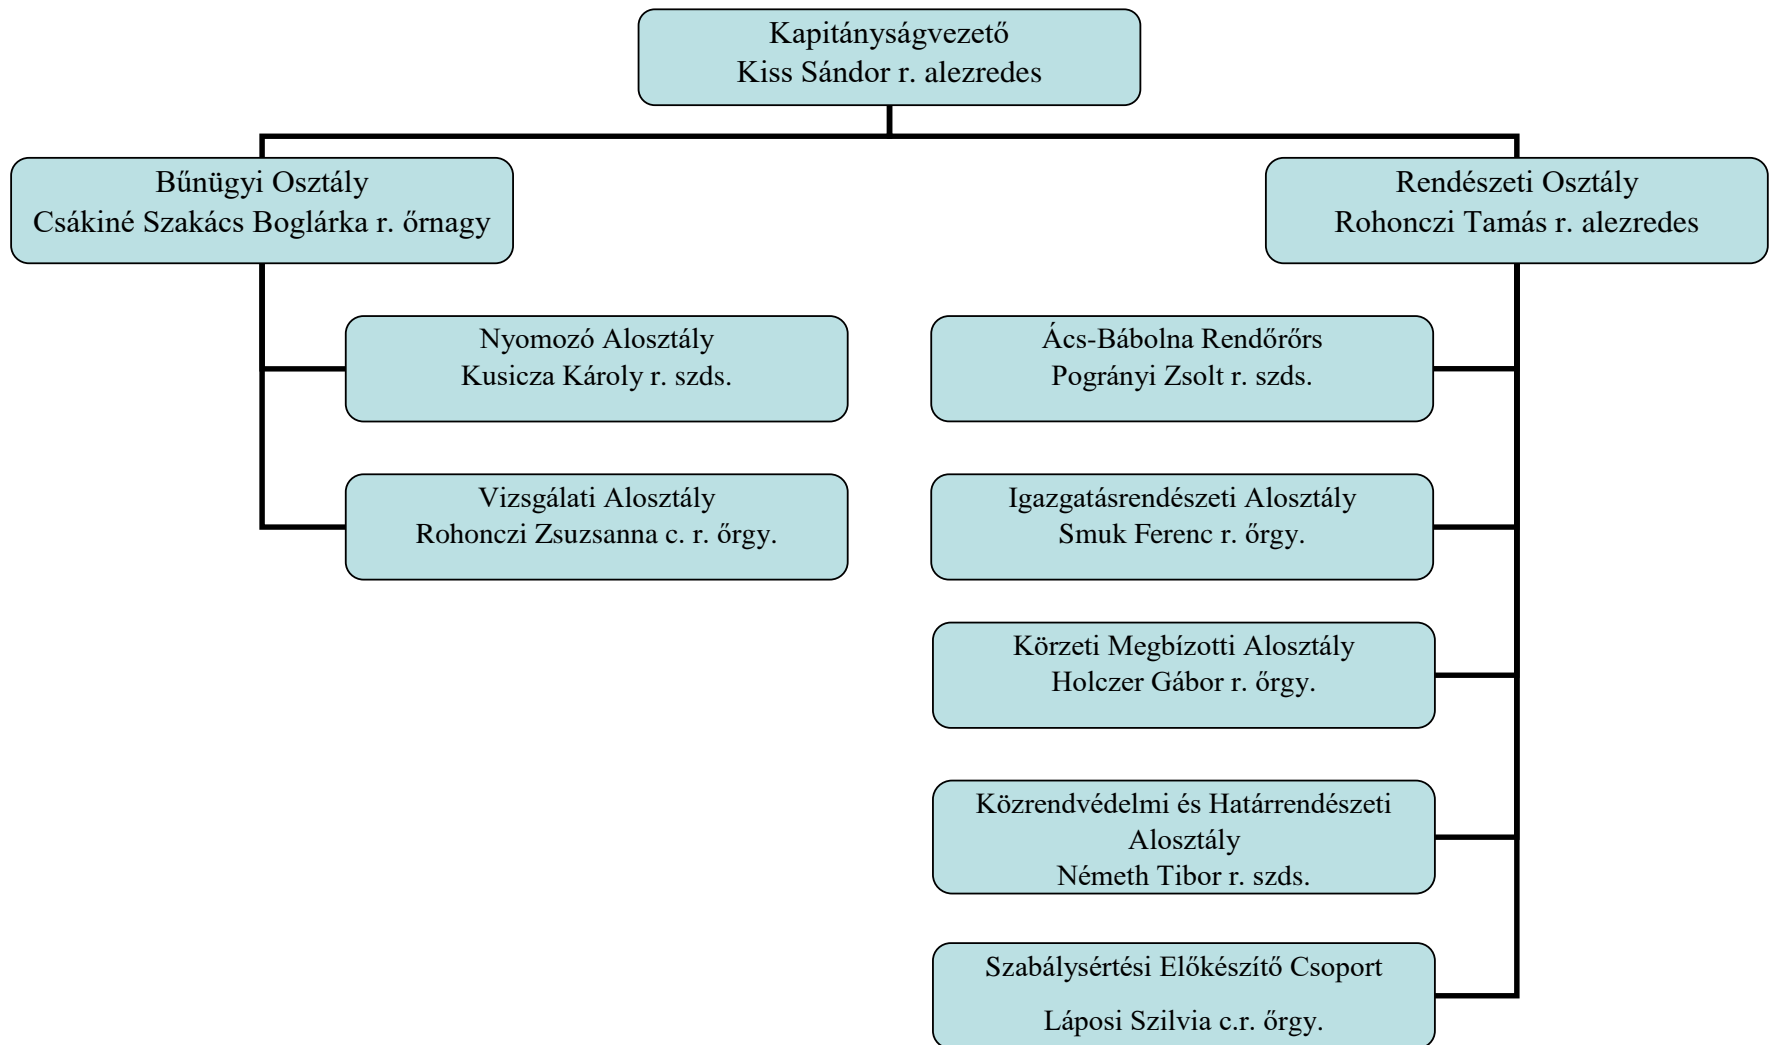 Kapitányságvezető
Kiss Sándor r. alezredes
Bűnügyi Osztály
Csákiné Szakács Boglárka r. őrnagy
Rendészeti Osztály
Rohonczi Tamás r. alezredes
Nyomozó Alosztály
Kusicza Károly r. szds.
Ács-Bábolna Rendőrőrs
Pogrányi Zsolt r. szds.
Vizsgálati Alosztály
Rohonczi Zsuzsanna c. r. őrgy.
Igazgatásrendészeti Alosztály
Smuk Ferenc r. őrgy.
Körzeti Megbízotti Alosztály
Holczer Gábor r. őrgy.
Közrendvédelmi és Határrendészeti
Alosztály
Németh Tibor r. szds.
Szabálysértési Előkészítő Csoport
Láposi Szilvia c.r. őrgy.